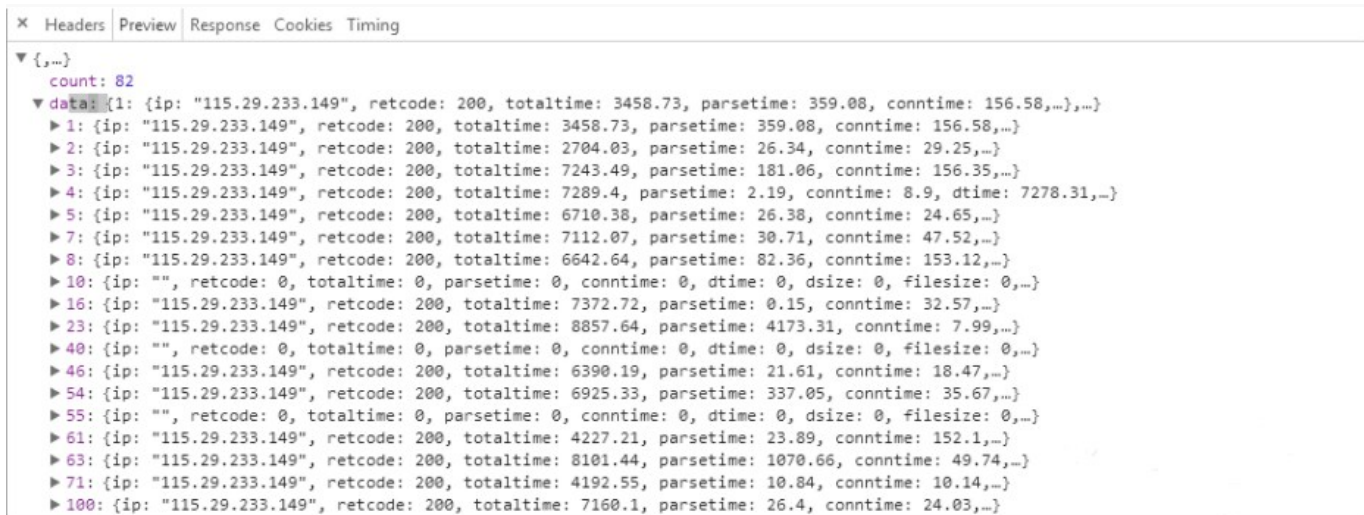 × Headers Preview Response Cookies Timing
▼ {,…}
count: 82
▼ data: {1: {ip: "115.29.233.149", retcode: 200, totaltime: 3458.73, parsetime: 359.08, conntime: 156.58,…},…}
▶ 1: {ip: "115.29.233.149", retcode: 200, totaltime: 3458.73, parsetime: 359.08, conntime: 156.58,…}
▶ 2: {ip: "115.29.233.149", retcode: 200, totaltime: 2704.03, parsetime: 26.34, conntime: 29.25,…}
▶ 3: {ip: "115.29.233.149", retcode: 200, totaltime: 7243.49, parsetime: 181.06, conntime: 156.35,…}
▶ 4: {ip: "115.29.233.149", retcode: 200, totaltime: 7289.4, parsetime: 2.19, conntime: 8.9, dtime: 7278.31,…}
▶ 5: {ip: "115.29.233.149", retcode: 200, totaltime: 6710.38, parsetime: 26.38, conntime: 24.65,…}
▶ 7: {ip: "115.29.233.149", retcode: 200, totaltime: 7112.07, parsetime: 30.71, conntime: 47.52,…}
▶ 8: {ip: "115.29.233.149", retcode: 200, totaltime: 6642.64, parsetime: 82.36, conntime: 153.12,…}
▶ 10: {ip: "", retcode: 0, totaltime: 0, parsetime: 0, conntime: 0, dtime: 0, dsize: 0, filesize: 0,…}
▶ 16: {ip: "115.29.233.149", retcode: 200, totaltime: 7372.72, parsetime: 0.15, conntime: 32.57,…}
▶ 23: {ip: "115.29.233.149", retcode: 200, totaltime: 8857.64, parsetime: 4173.31, conntime: 7.99,…}
▶ 40: {ip: "", retcode: 0, totaltime: 0, parsetime: 0, conntime: 0, dtime: 0, dsize: 0, filesize: 0,…}
▶ 46: {ip: "115.29.233.149", retcode: 200, totaltime: 6390.19, parsetime: 21.61, conntime: 18.47,…}
▶ 54: {ip: "115.29.233.149", retcode: 200, totaltime: 6925.33, parsetime: 337.05, conntime: 35.67,…}
▶ 55: {ip: "", retcode: 0, totaltime: 0, parsetime: 0, conntime: 0, dtime: 0, dsize: 0, filesize: 0,…}
▶ 61: {ip: "115.29.233.149", retcode: 200, totaltime: 4227.21, parsetime: 23.89, conntime: 152.1,…}
▶ 63: {ip: "115.29.233.149", retcode: 200, totaltime: 8101.44, parsetime: 1070.66, conntime: 49.74,…}
▶ 71: {ip: "115.29.233.149", retcode: 200, totaltime: 4192.55, parsetime: 10.84, conntime: 10.14,…}
▶ 100: {ip: "115.29.233.149", retcode: 200, totaltime: 7160.1, parsetime: 26.4, conntime: 24.03,…}